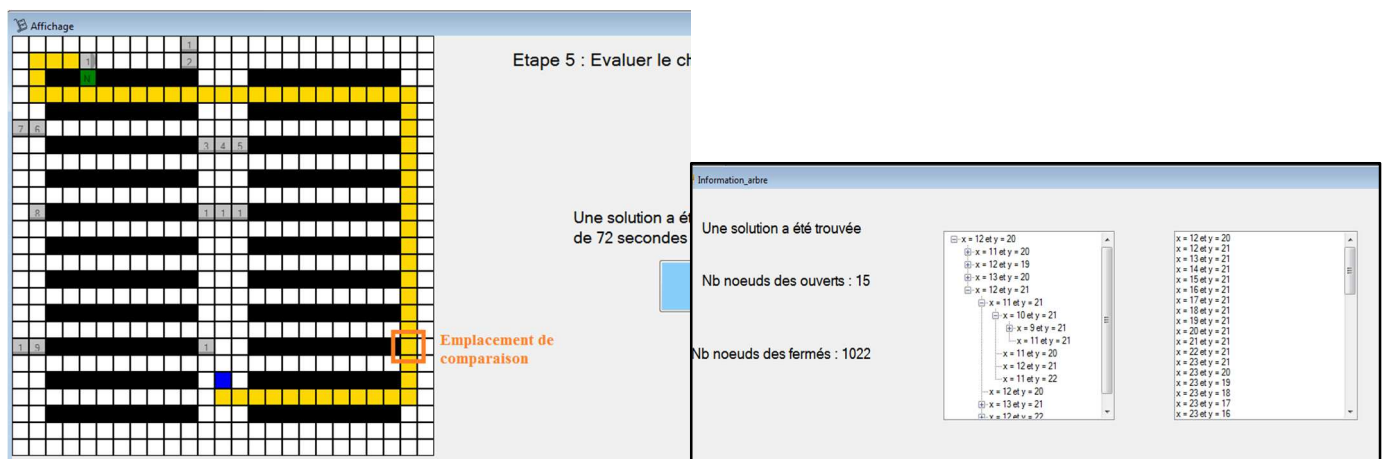 Affichage
1
Etape 5 : Evaluer le ch
1
2
N
7 6
3 4 5
8
1 1 1
Une solution a ét
de 72 secondes
Emplacement de
comparaison
1 9
1
Information_arbre
Une solution a été trouvée
Nb noeuds des ouverts : 15
Nb noeuds des fermés : 1022
x = 12 et y = 20
x = 11 et y = 20
x = 12 et y = 19
x = 13 et y = 20
x = 12 et y = 21
x = 11 et y = 21
x = 10 et y = 21
x = 9 et y = 21
x = 11 et y = 21
x = 11 et y = 20
x = 12 et y = 21
x = 11 et y = 22
x = 12 et y = 20
x = 13 et y = 21
x = 12 et y = 22
x = 12 et y = 20
x = 12 et y = 21
x = 13 et y = 21
x = 14 et y = 21
x = 15 et y = 21
x = 16 et y = 21
x = 17 et y = 21
x = 18 et y = 21
x = 19 et y = 21
x = 20 et y = 21
x = 21 et y = 21
x = 22 et y = 21
x = 23 et y = 21
x = 23 et y = 20
x = 23 et y = 19
x = 23 et y = 18
x = 23 et y = 17
x = 23 et y = 16